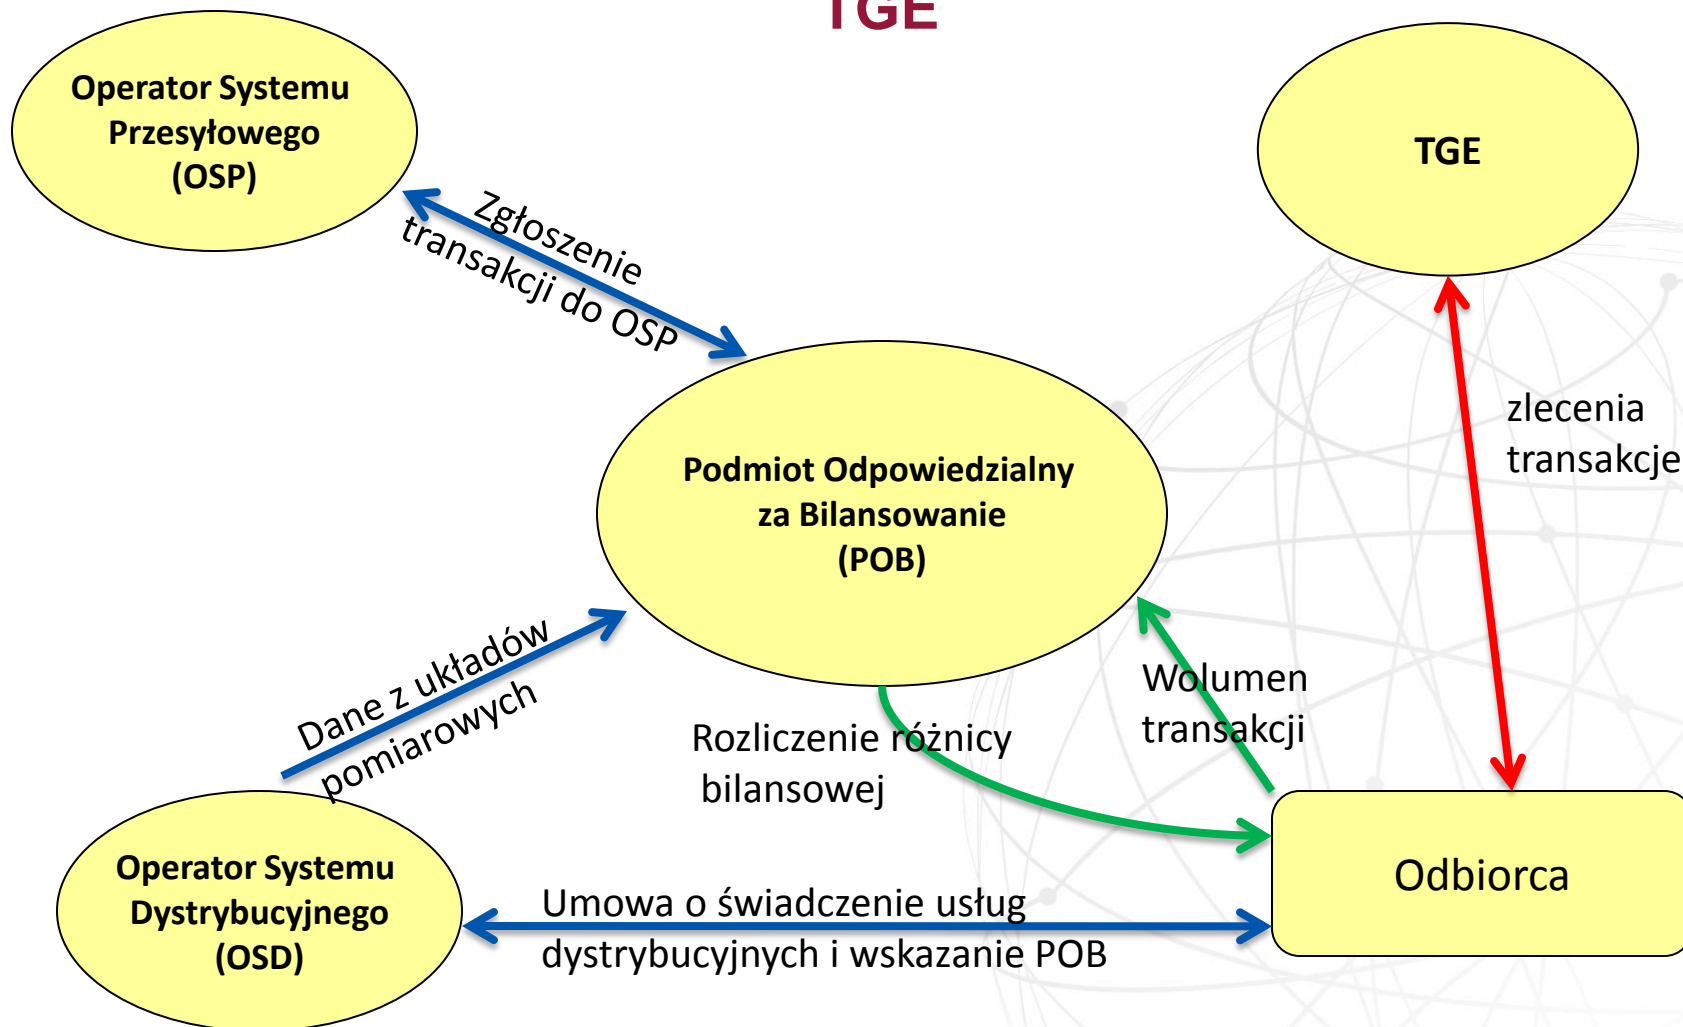 TGE
Operator Systemu
Przesyłowego
(OSP)
TGE
Zgłoszenie
transakcji do OSP
zlecenia
transakcje
Podmiot Odpowiedzialny
za Bilansowanie
(POB)
Dane z układów
pomiarowych
Wolumen
transakcji
Rozliczenie różnicy
bilansowej
Operator Systemu
Dystrybucyjnego
(OSD)
Umowa o świadczenie usług
dystrybucyjnych i wskazanie POB
Odbiorca